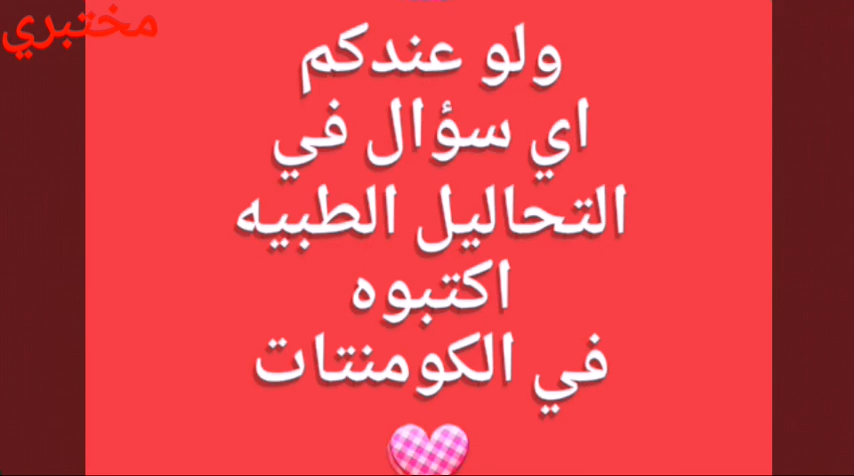 مختبري
ولو عندكم
اي سؤال في
التحاليل الطبيه
اكتبوه
في الكومنتات